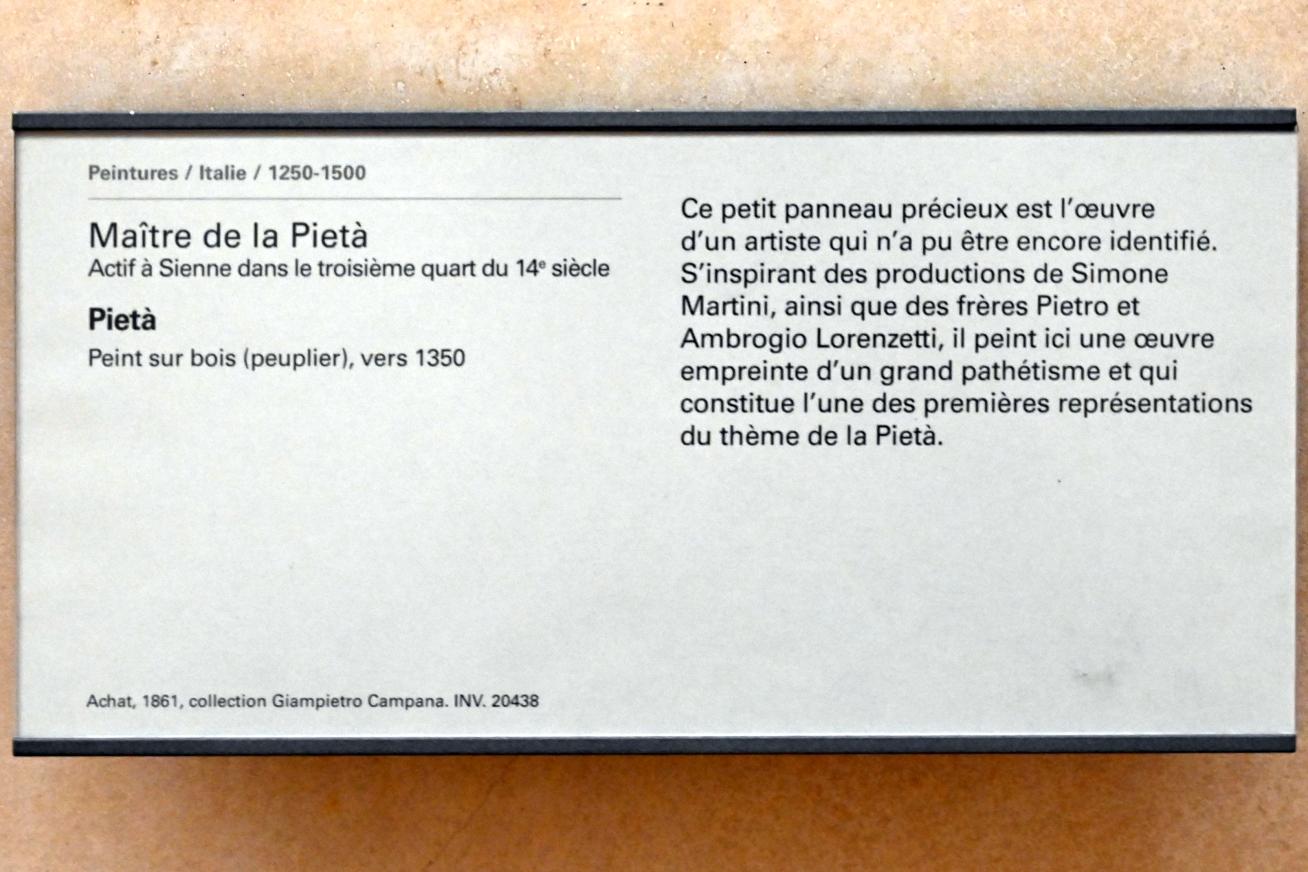 Peintures / Italie / 1250-1500
Maître de la Pietà
Actif à Sienne dans le troisième quart du 14e siècle
Pietà
Peint sur bois (peuplier), vers 1350
Achat, 1861, collection Giampietro Campana. INV. 20438
Ce petit panneau précieux est l’œuvre
d’un artiste qui n’a pu être encore identifié.
S’inspirant des productions de Simone
Martini, ainsi que des frères Pietro et
Ambrogio Lorenzetti, il peint ici une œuvre
empreinte d’un grand pathétisme et qui
constitue l’une des premières représentations
du thème de la Pietà.